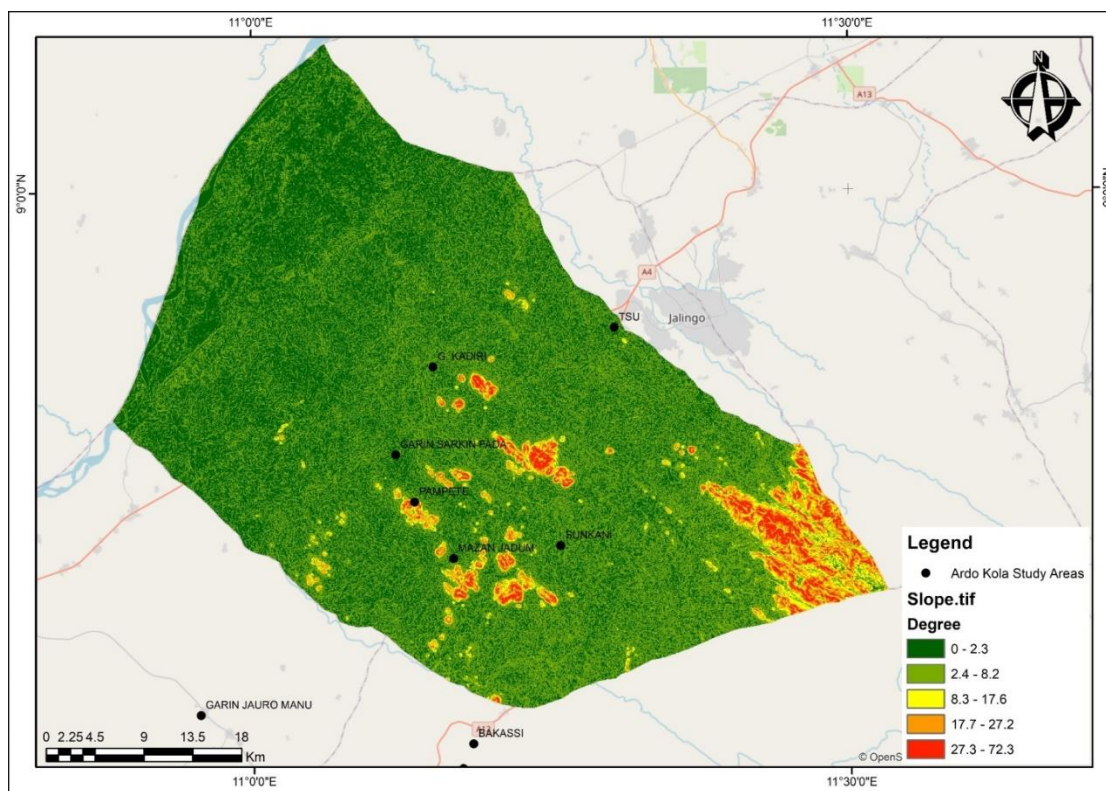 11°0'0"E
11°30'0"E
N
A13
9°0'0"N
9°0'0"N
A4
TSU
Jalingo
G. KADIRI
GARIN SARKIN FADA
PAMPETE
SUNKANI
MAZAN JADUM
Legend
Ardo Kola Study Areas
Slope.tif
Degree
0 - 2.3
2.4 - 8.2
8.3 - 17.6
17.7 - 27.2
27.3 - 72.3
GARIN JAURO MANU
BAKASSI
0 2.25 4.5 9 13.5 18
Km
© OpenS
11°0'0"E
11°30'0"E